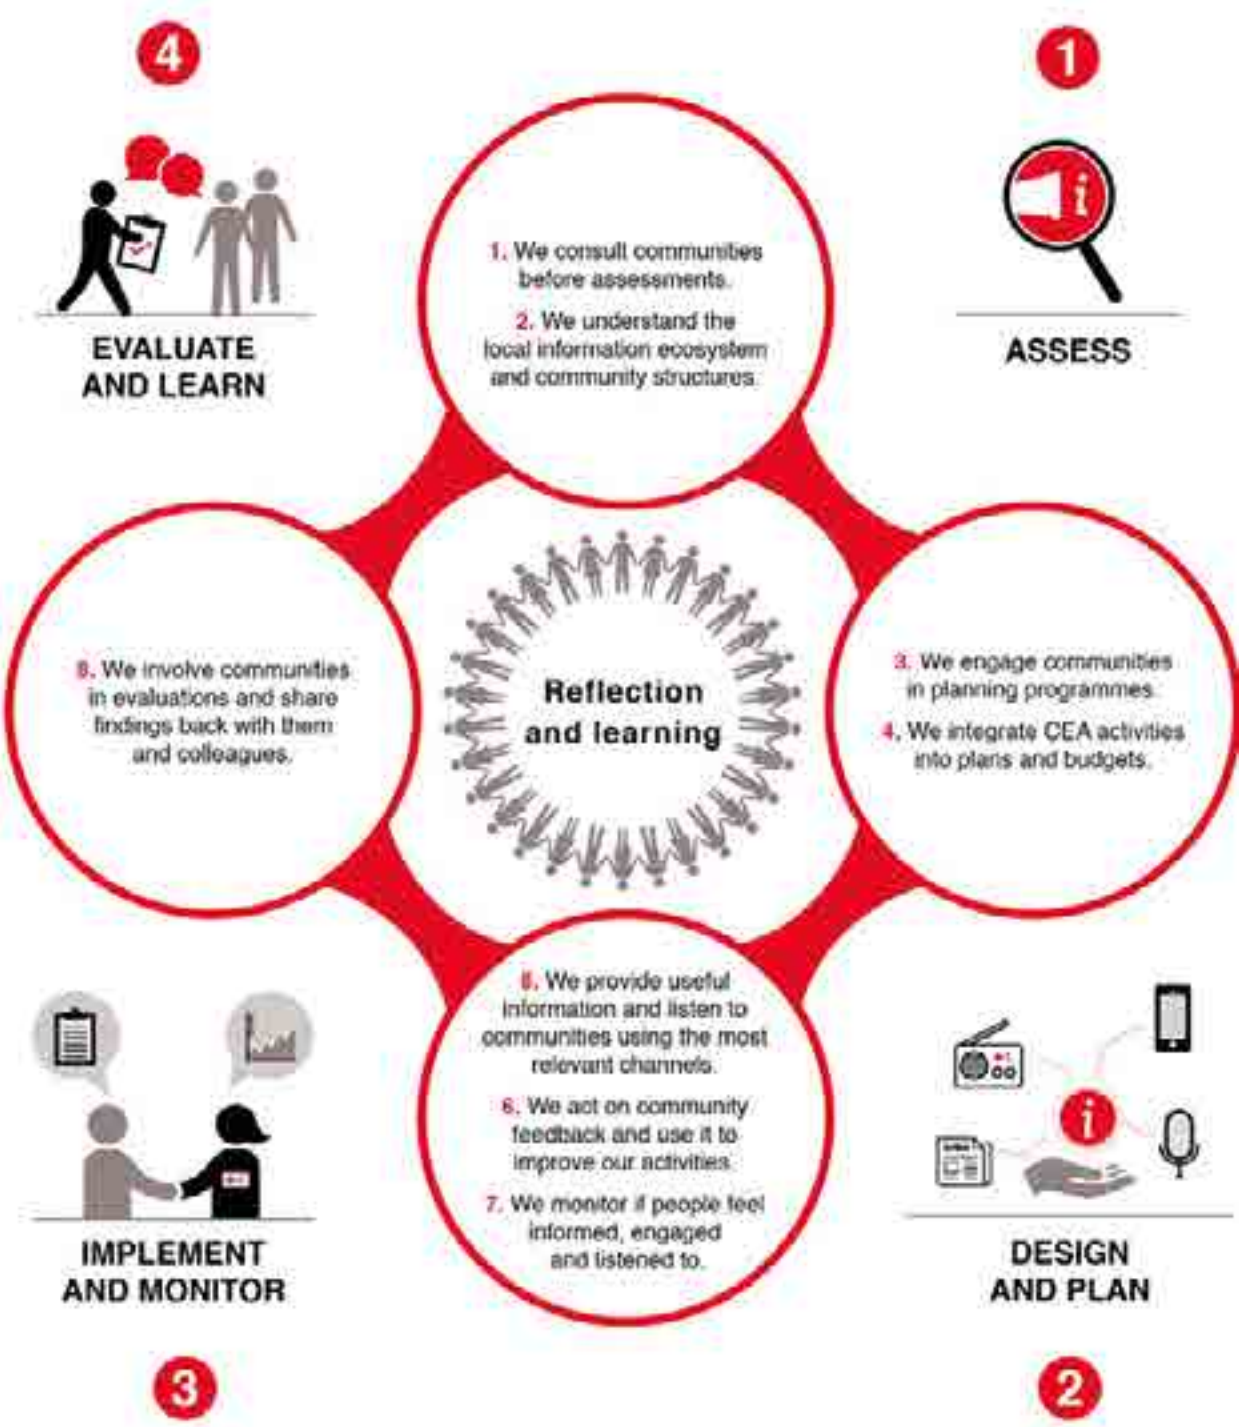 4
EVALUATE
AND LEARN
1
ASSESS
1. We consult communities
before assessments.
2. We understand the
local information ecosystem
and community structures.
8. We involve communities
in evaluations and share
findings back with them
and colleagues.
Reflection
and learning
3. We engage communities
in planning programmes.
4. We integrate CEA activities
into plans and budgets.
5. We provide useful
information and listen to
communities using the most
relevant channels.
6. We act on community
feedback and use it to
improve our activities.
7. We monitor if people feel
informed, engaged
and listened to.
IMPLEMENT
AND MONITOR
3
DESIGN
AND PLAN
2